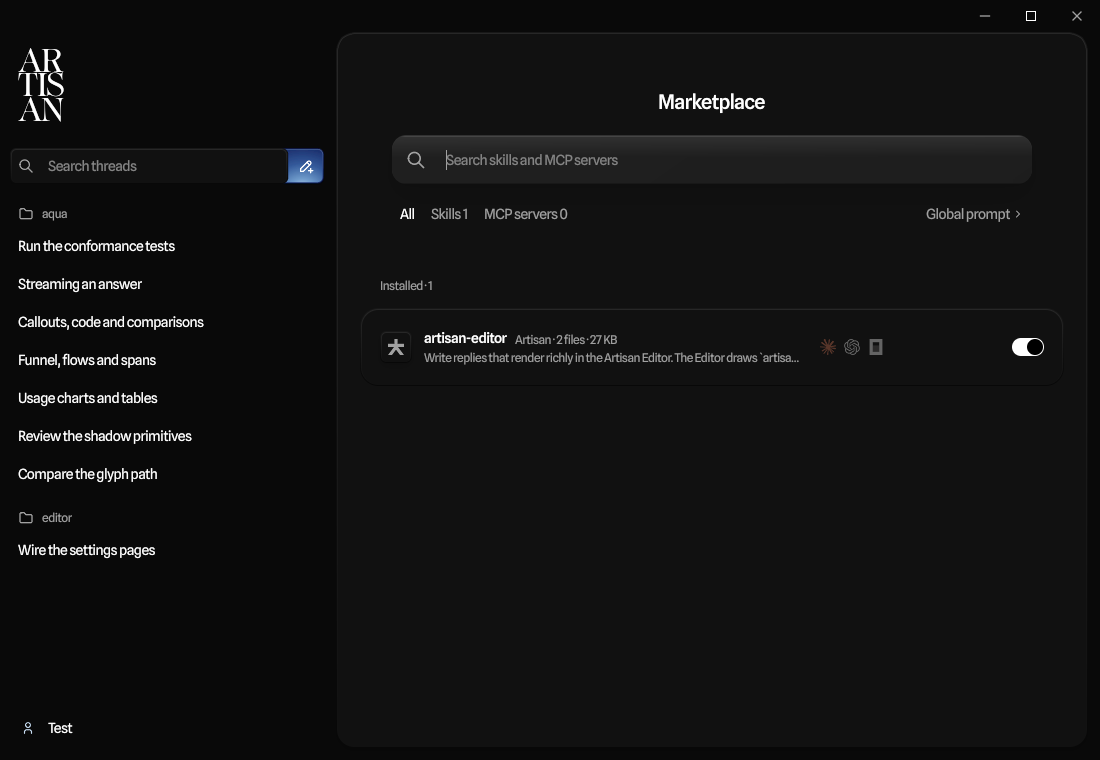 AR
TIS
AN
Search threads
aqua
Run the conformance tests
Streaming an answer
Callouts, code and comparisons
Funnel, flows and spans
Usage charts and tables
Review the shadow primitives
Compare the glyph path
editor
Wire the settings pages
Test
Marketplace
Search skills and MCP servers
All Skills 1 MCP servers 0 Global prompt
Installed · 1
artisan-editor Artisan · 2 files · 27 KB
Write replies that render richly in the Artisan Editor. The Editor draws `artisa...